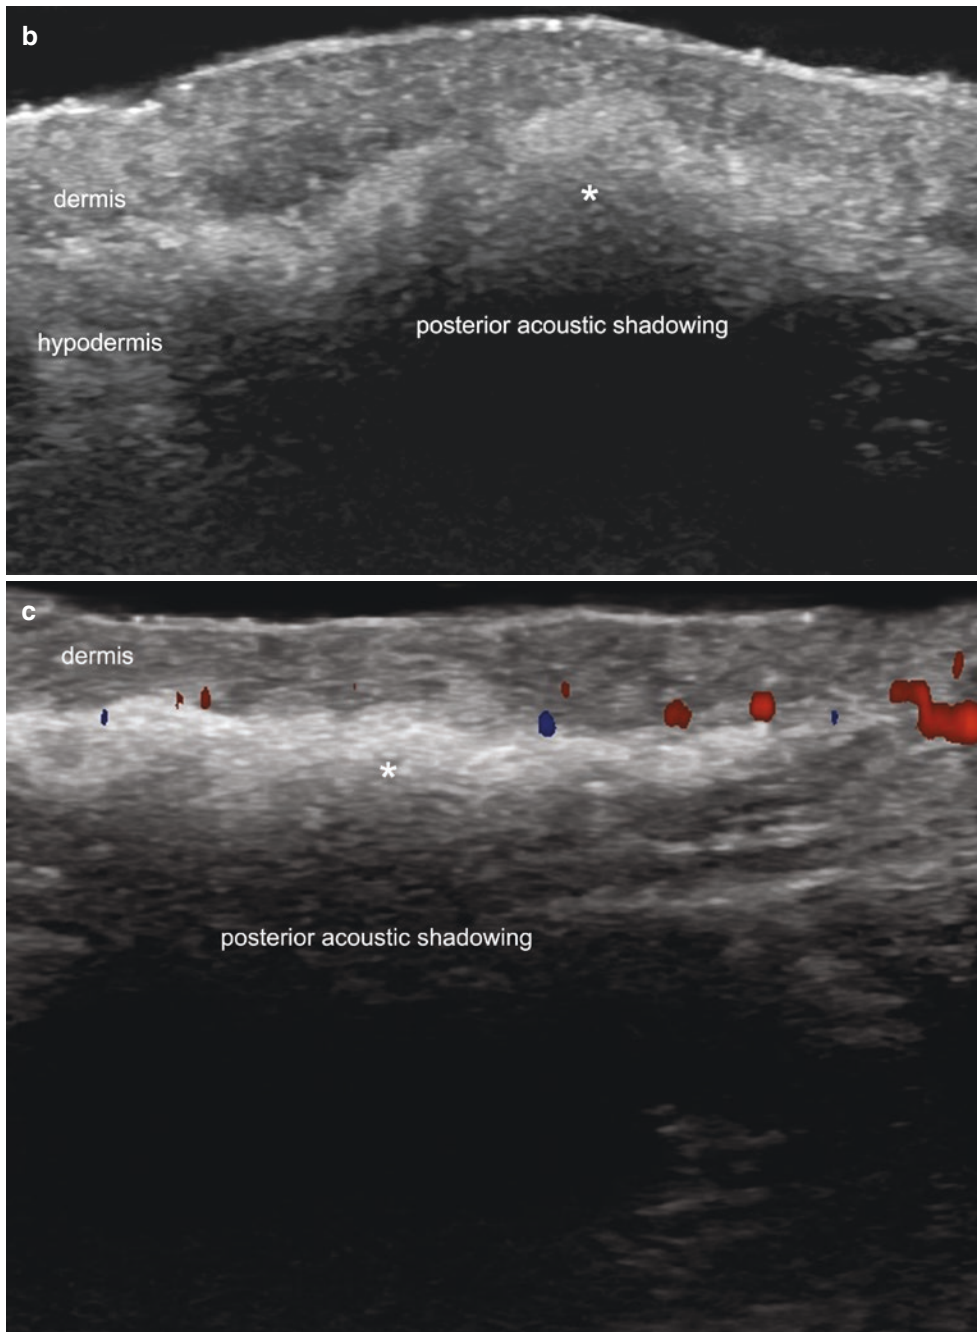 b
dermis
*
posterior acoustic shadowing
hypodermis
c
dermis
*
posterior acoustic shadowing